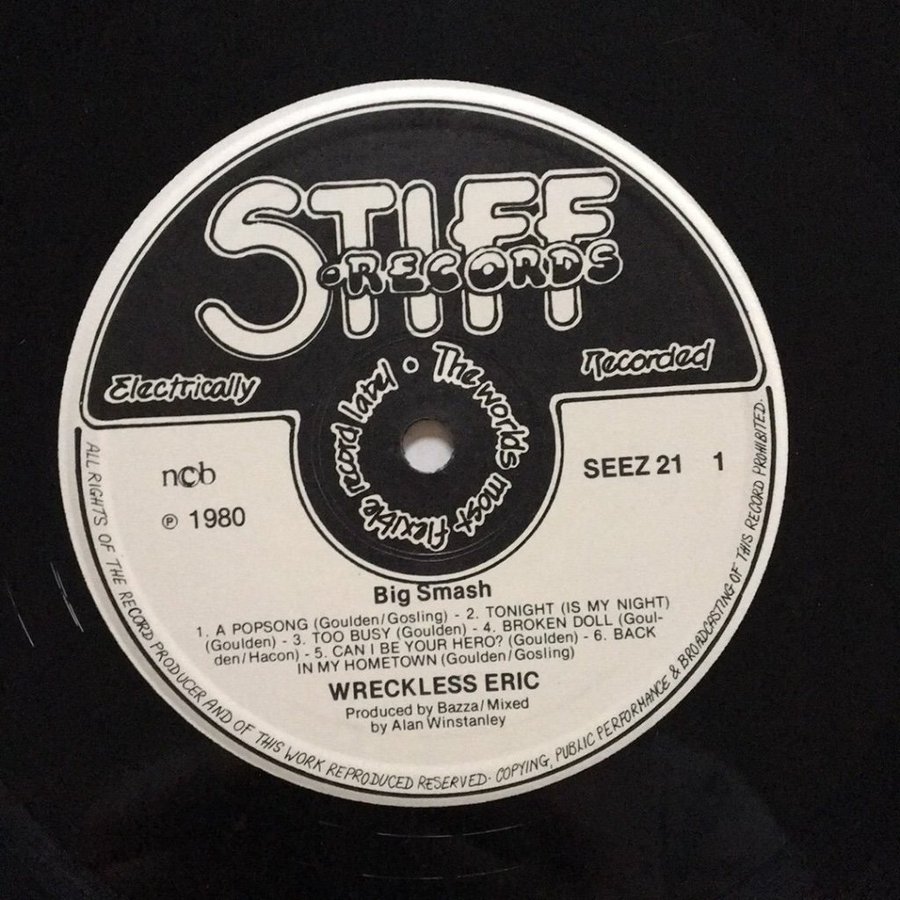 STIFF
RECORDS
Electrically
Recorded
The worlds most flexible record label
ncb
℗ 1980
SEEZ 21 1
Big Smash
1. A POPSONG (Goulden/Gosling) - 2. TONIGHT (IS MY NIGHT)
(Goulden) - 3. TOO BUSY (Goulden) - 4. BROKEN DOLL (Goul-
den/Hacon) - 5. CAN I BE YOUR HERO? (Goulden) - 6. BACK
IN MY HOMETOWN (Goulden/Gosling)
WRECKLESS ERIC
Produced by Bazza/Mixed
by Alan Winstanley
ALL RIGHTS OF THE RECORD PRODUCER AND OF THIS WORK REPRODUCED RESERVED· COPYING, PUBLIC PERFORMANCE & BROADCASTING OF THIS RECORD PROHIBITED.